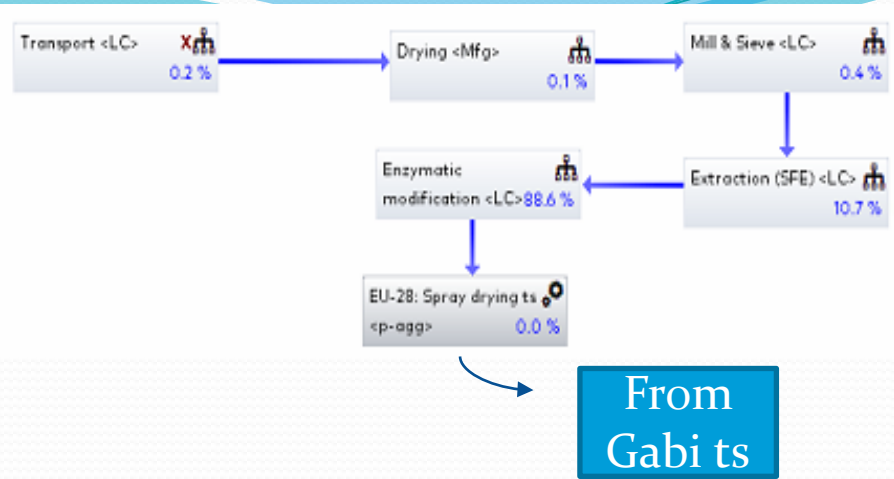 Transport <LC> X
0.2 %
Drying <Mfg>
0.1 %
Mill & Sieve <LC>
0.4 %
Extraction (SFE) <LC>
10.7 %
Enzymatic
modification <LC>88.6 %
EU-28: Spray drying ts
<p-agg> 0.0 %
From
Gabi ts